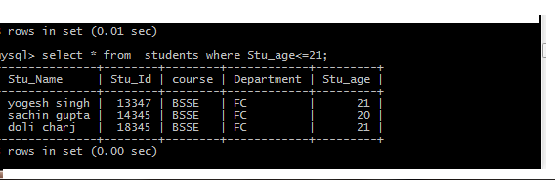 rows in set (0.01 sec)
mysql> select * from  students where Stu_age<=21;
Stu_Name | Stu_Id | course | Department | Stu_age |
yogesh singh | 13347 | BSSE | FC | 21 |
sachin gupta | 14345 | BSSE | FC | 20 |
doli charj | 18345 | BSSE | FC | 21 |
rows in set (0.00 sec)